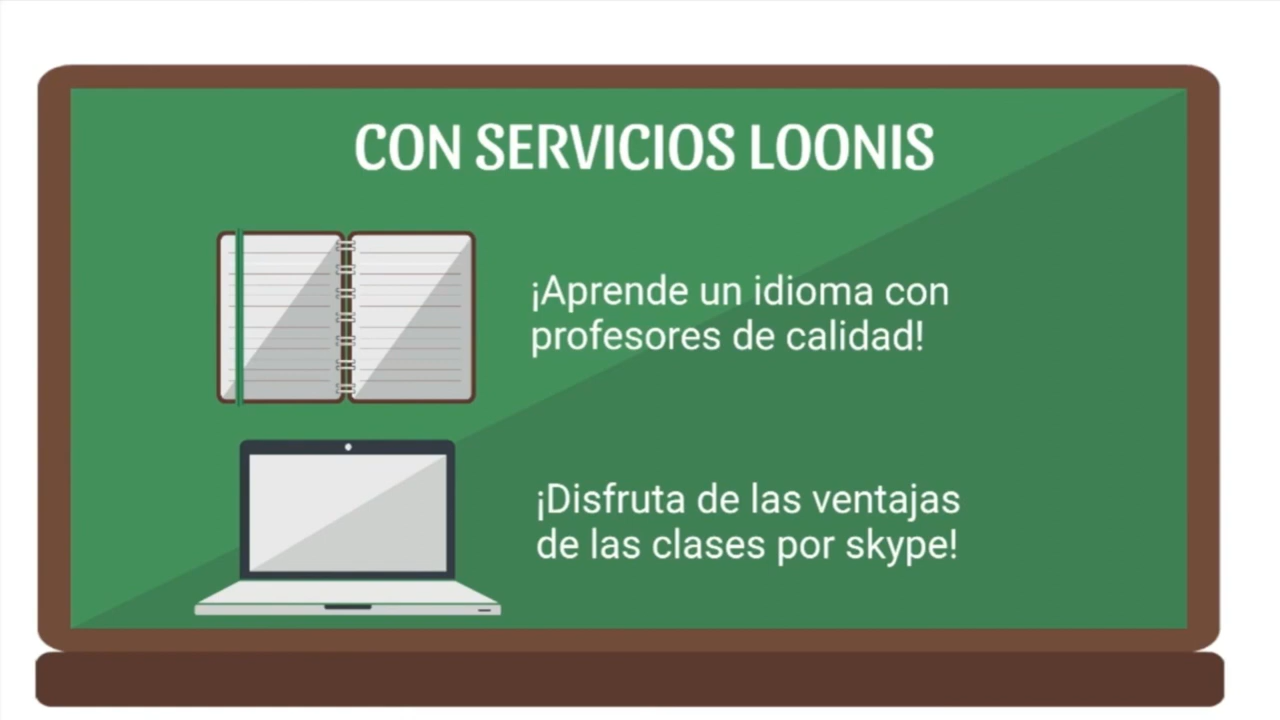 CON SERVICIOS LOONIS
¡Aprende un idioma con
profesores de calidad!
¡Disfruta de las ventajas
de las clases por skype!